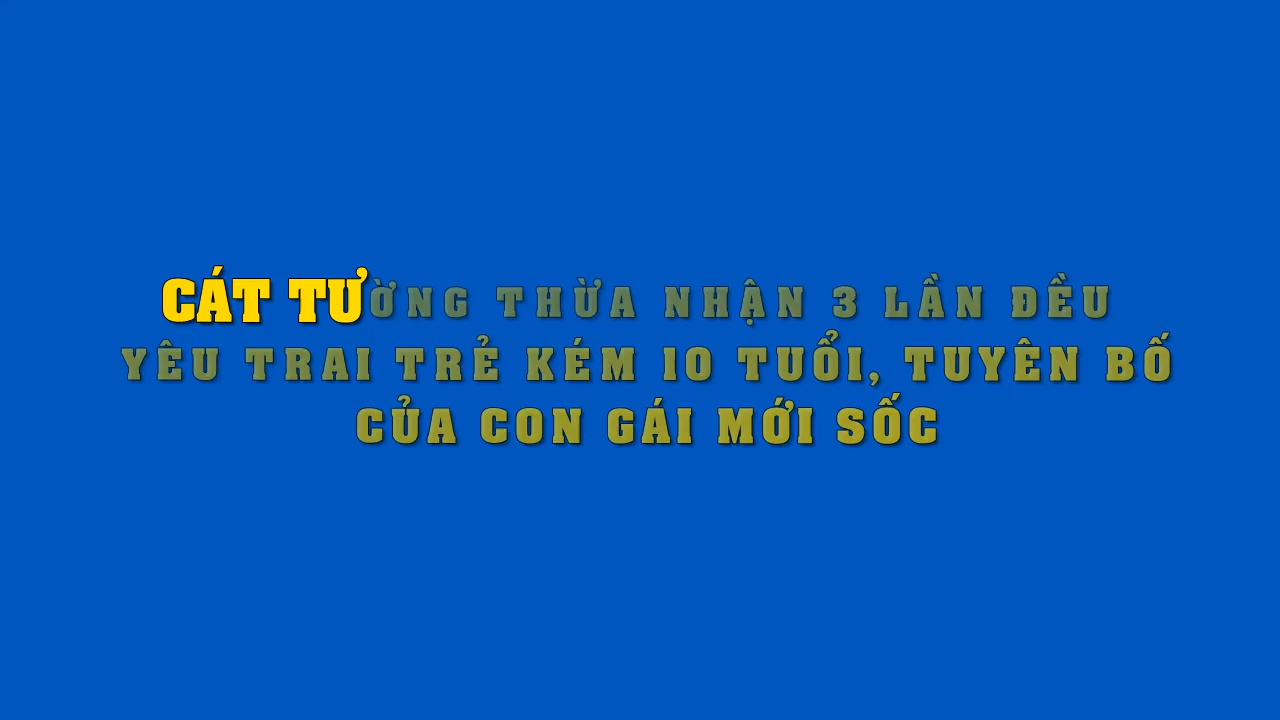 CÁT TƯỜNG THỪA NHẬN 3 LẦN ĐỀU
YÊU TRAI TRẺ KÉM 10 TUỔI, TUYÊN BỐ
CỦA CON GÁI MỚI SỐC